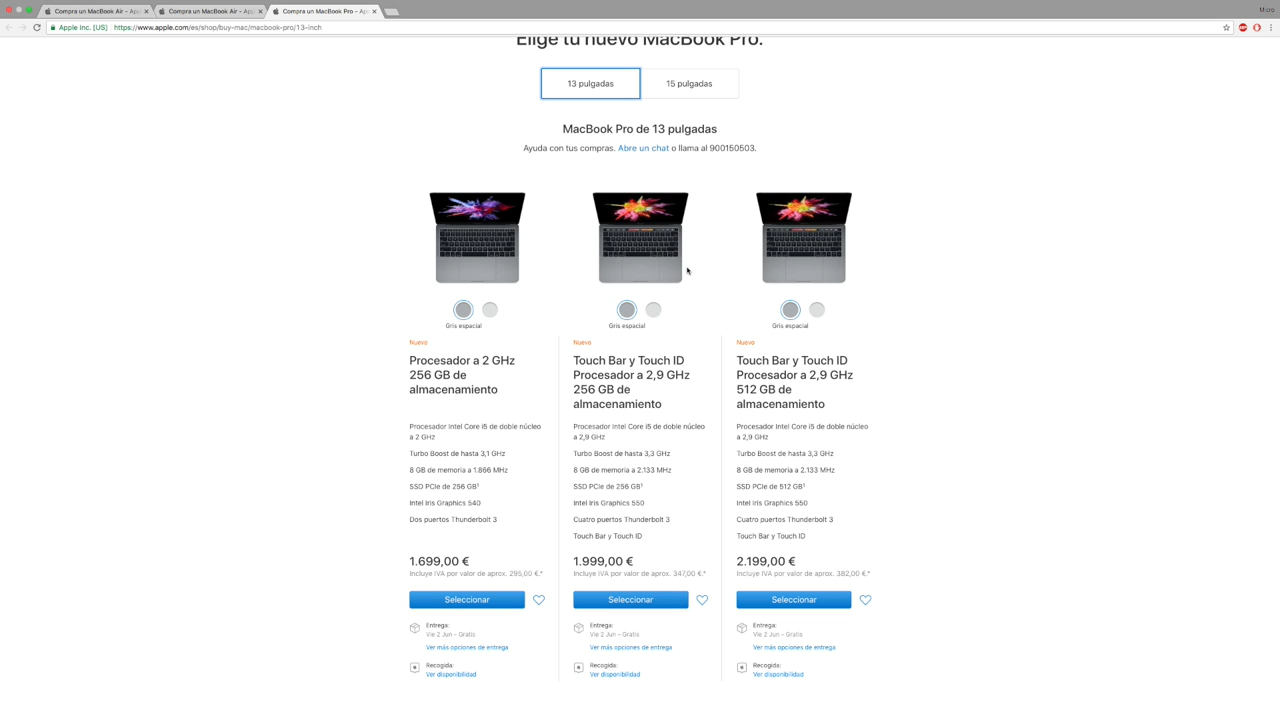 Compra un MacBook Air – Ap
Compra un MacBook Air – Ap
Compra un MacBook Pro – Ap
Micro
Apple Inc. [US]
https://www.apple.com/es/shop/buy-mac/macbook-pro/13-inch
Elige tu nuevo MacBook Pro.
13 pulgadas
15 pulgadas
MacBook Pro de 13 pulgadas
Ayuda con tus compras. Abre un chat o llama al 900150503.
Gris espacial
Gris espacial
Gris espacial
Nuevo
Procesador a 2 GHz
256 GB de
almacenamiento
Procesador Intel Core i5 de doble núcleo
a 2 GHz
Turbo Boost de hasta 3,1 GHz
8 GB de memoria a 1.866 MHz
SSD PCIe de 256 GB¹
Intel Iris Graphics 540
Dos puertos Thunderbolt 3
1.699,00 €
Incluye IVA por valor de aprox. 295,00 €.*
Seleccionar
Entrega:
Vie 2 Jun – Gratis
Ver más opciones de entrega
Recogida:
Ver disponibilidad
Nuevo
Touch Bar y Touch ID
Procesador a 2,9 GHz
256 GB de
almacenamiento
Procesador Intel Core i5 de doble núcleo
a 2,9 GHz
Turbo Boost de hasta 3,3 GHz
8 GB de memoria a 2.133 MHz
SSD PCIe de 256 GB¹
Intel Iris Graphics 550
Cuatro puertos Thunderbolt 3
Touch Bar y Touch ID
1.999,00 €
Incluye IVA por valor de aprox. 347,00 €.*
Seleccionar
Entrega:
Vie 2 Jun – Gratis
Ver más opciones de entrega
Recogida:
Ver disponibilidad
Nuevo
Touch Bar y Touch ID
Procesador a 2,9 GHz
512 GB de
almacenamiento
Procesador Intel Core i5 de doble núcleo
a 2,9 GHz
Turbo Boost de hasta 3,3 GHz
8 GB de memoria a 2.133 MHz
SSD PCIe de 512 GB¹
Intel Iris Graphics 550
Cuatro puertos Thunderbolt 3
Touch Bar y Touch ID
2.199,00 €
Incluye IVA por valor de aprox. 382,00 €.*
Seleccionar
Entrega:
Vie 2 Jun – Gratis
Ver más opciones de entrega
Recogida:
Ver disponibilidad